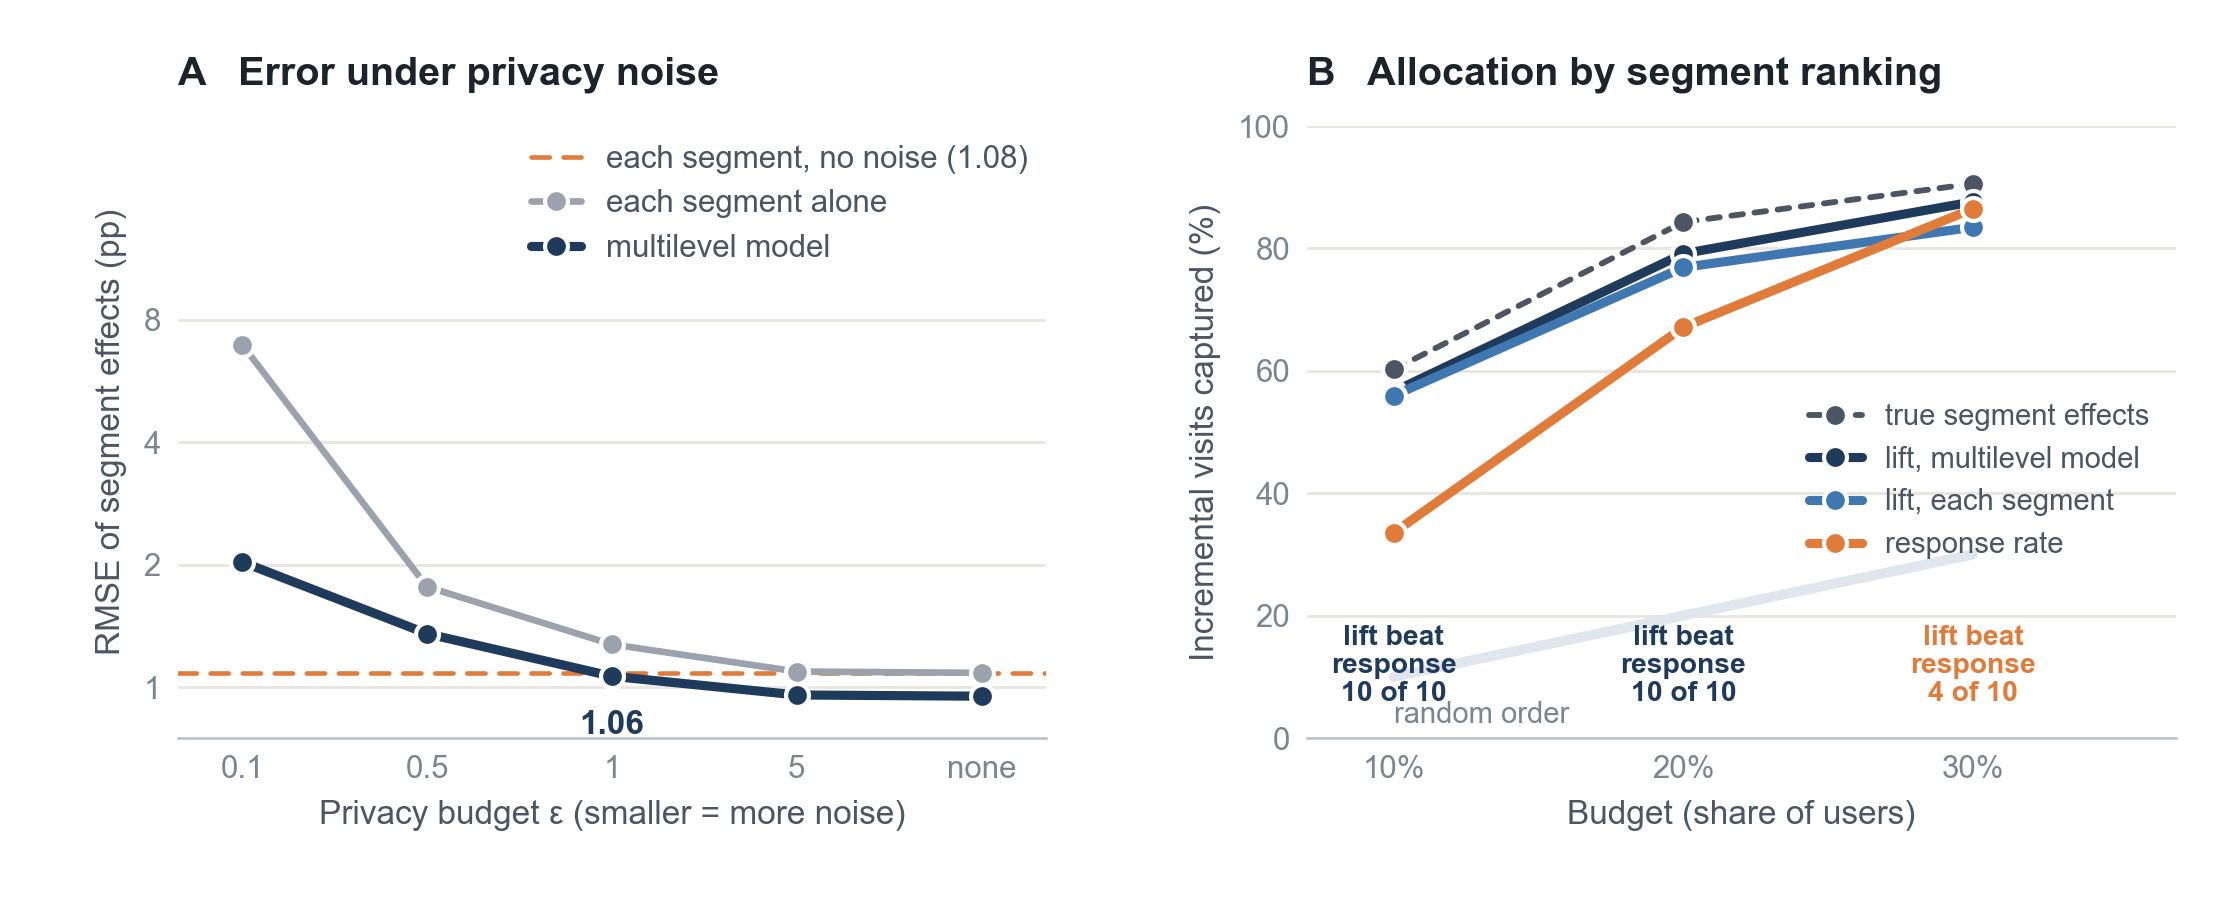 A Error under privacy noise
each segment, no noise (1.08)
each segment alone
multilevel model
RMSE of segment effects (pp)
8
4
2
1
1.06
0.1 0.5 1 5 none
Privacy budget ε (smaller = more noise)
B Allocation by segment ranking
Incremental visits captured (%)
100
80
60
40
20
0
true segment effects
lift, multilevel model
lift, each segment
response rate
lift beat
response
10 of 10
lift beat
response
10 of 10
lift beat
response
4 of 10
random order
10% 20% 30%
Budget (share of users)